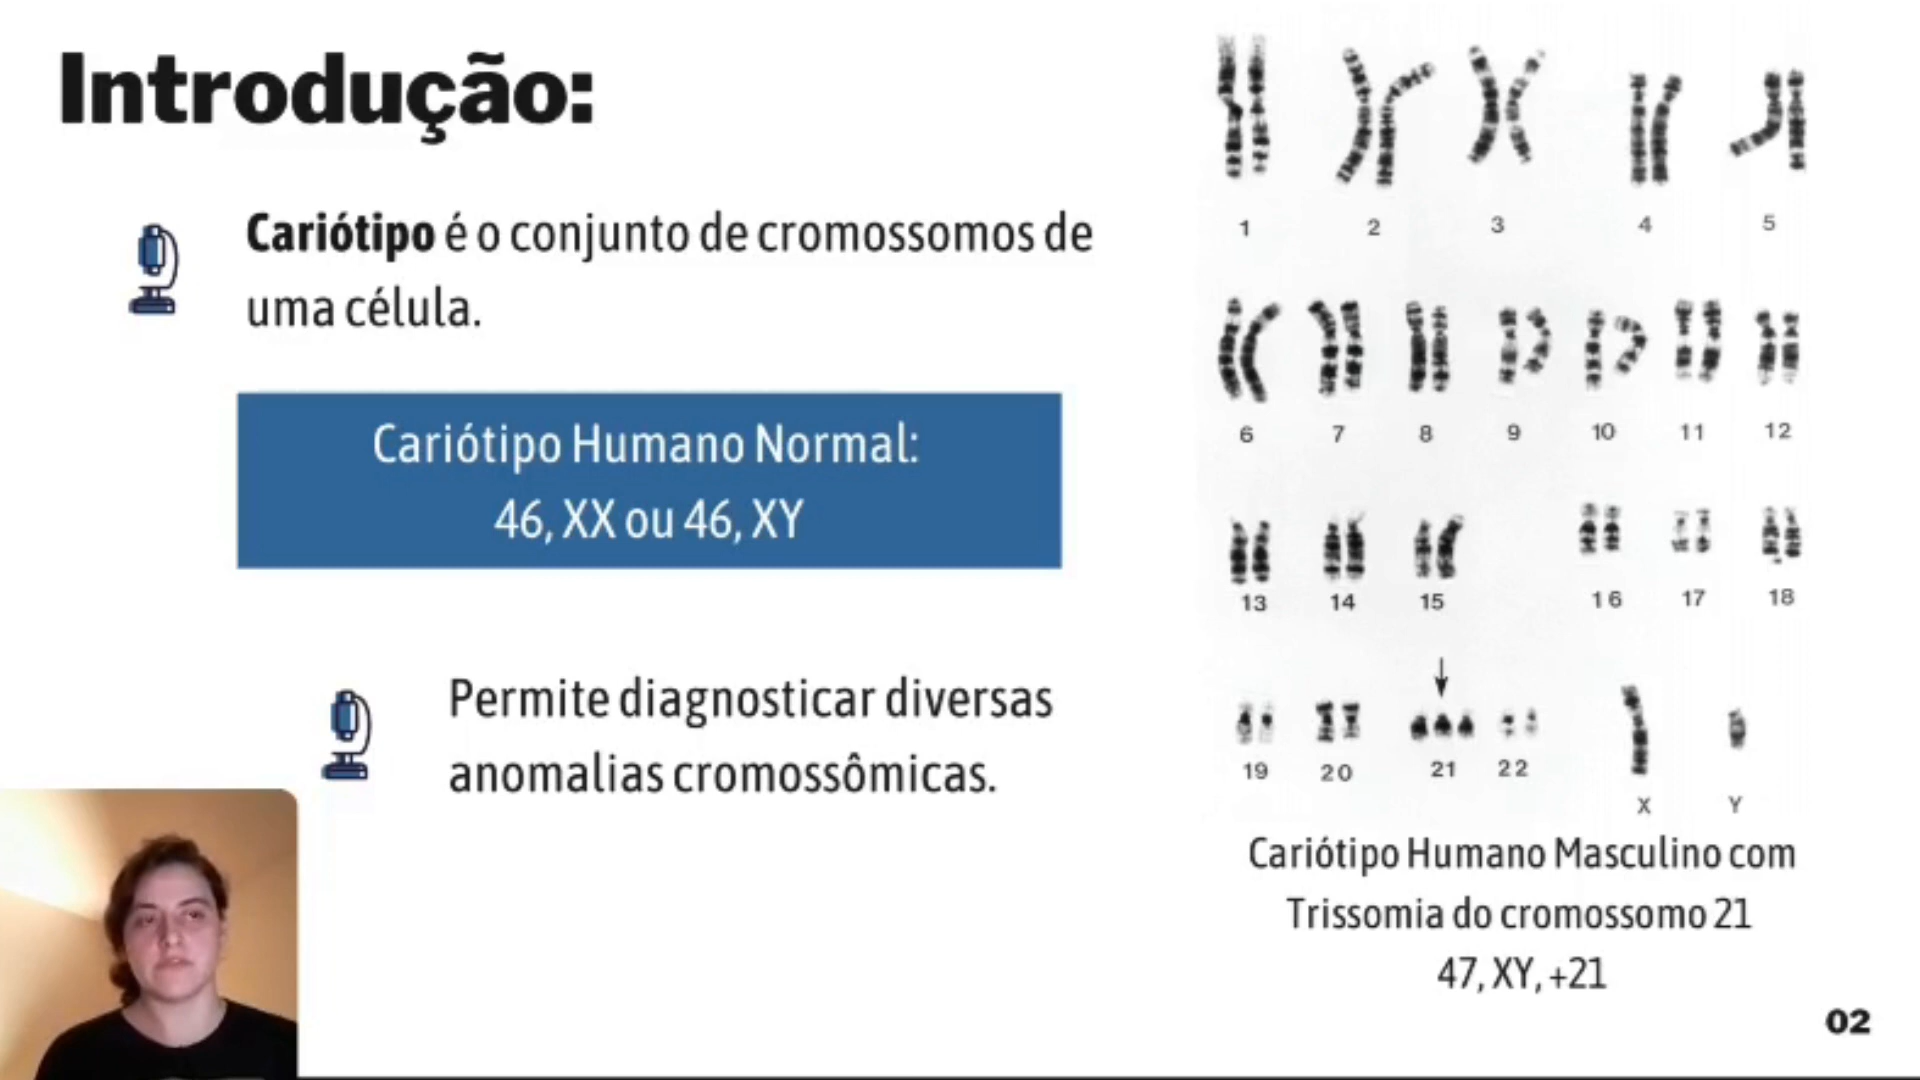 Introdução:
Cariótipo é o conjunto de cromossomos de
uma célula.
Cariótipo Humano Normal:
46, XX ou 46, XY
Permite diagnosticar diversas
anomalias cromossômicas.
1 2 3 4 5
6 7 8 9 10 11 12
13 14 15 16 17 18
19 20 21 22
X Y
Cariótipo Humano Masculino com
Trissomia do cromossomo 21
47, XY, +21
02